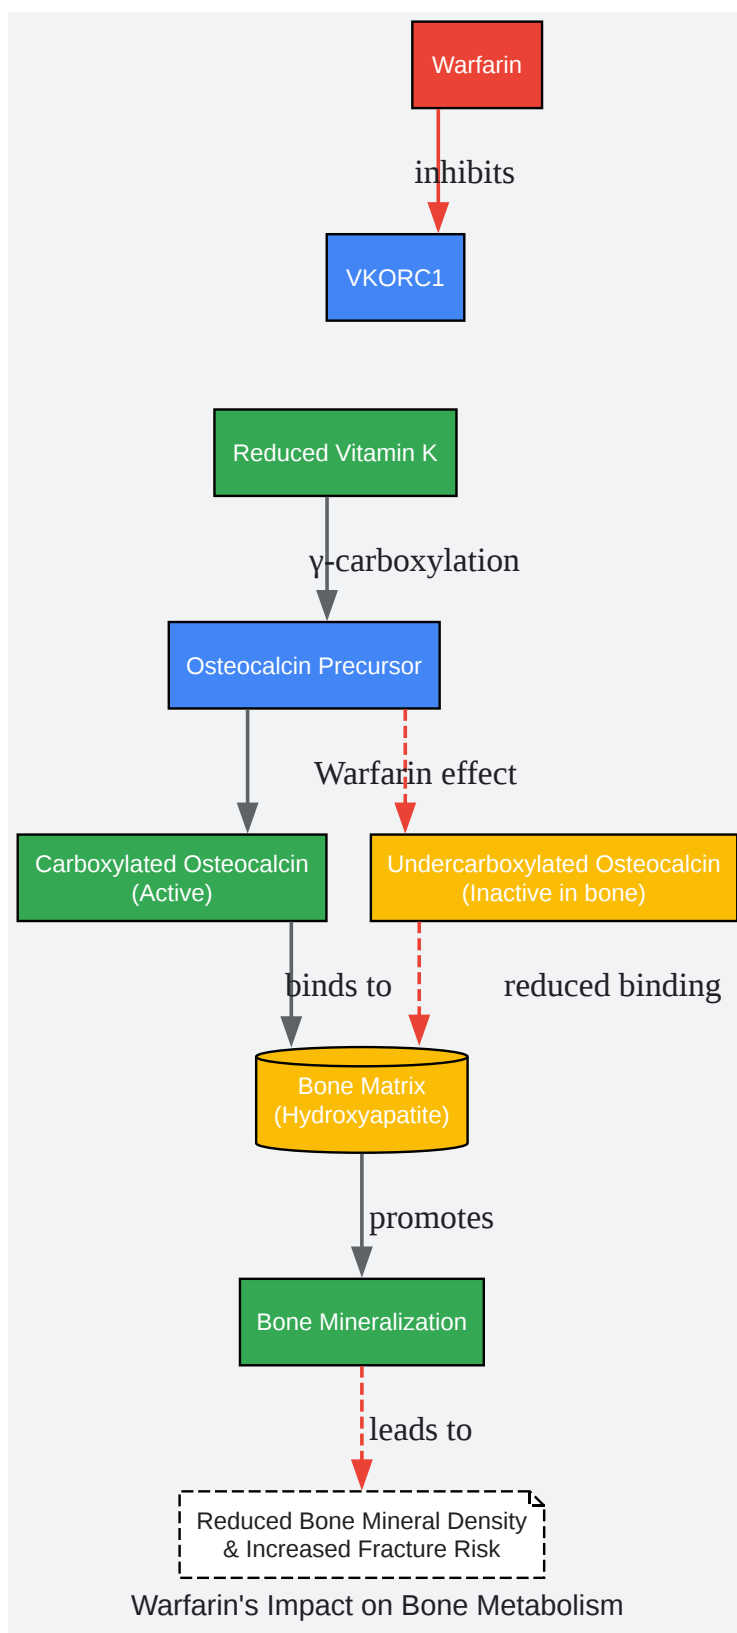 Warfarin
inhibits
VKORC1
Reduced Vitamin K
γ-carboxylation
Osteocalcin Precursor
Warfarin effect
Carboxylated Osteocalcin
(Active)
Undercarboxylated Osteocalcin
(Inactive in bone)
binds to
reduced binding
Bone Matrix
(Hydroxyapatite)
promotes
Bone Mineralization
leads to
Reduced Bone Mineral Density
& Increased Fracture Risk
Warfarin's Impact on Bone Metabolism